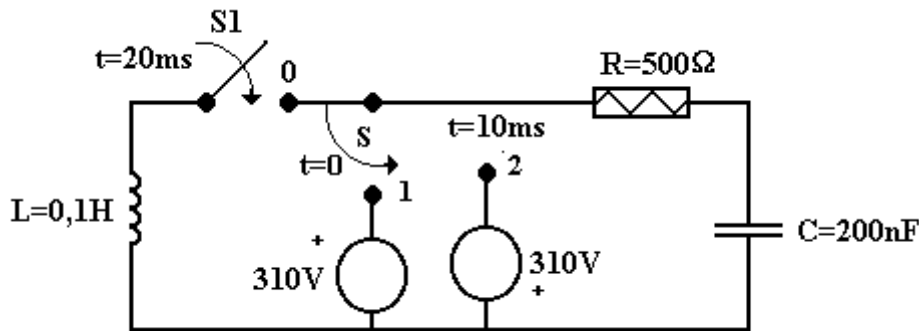 S1
t=20ms
0
R=500Ω
S
t=10ms
t=0
2
1
L=0,1H
C=200nF
+
310V
310V
+